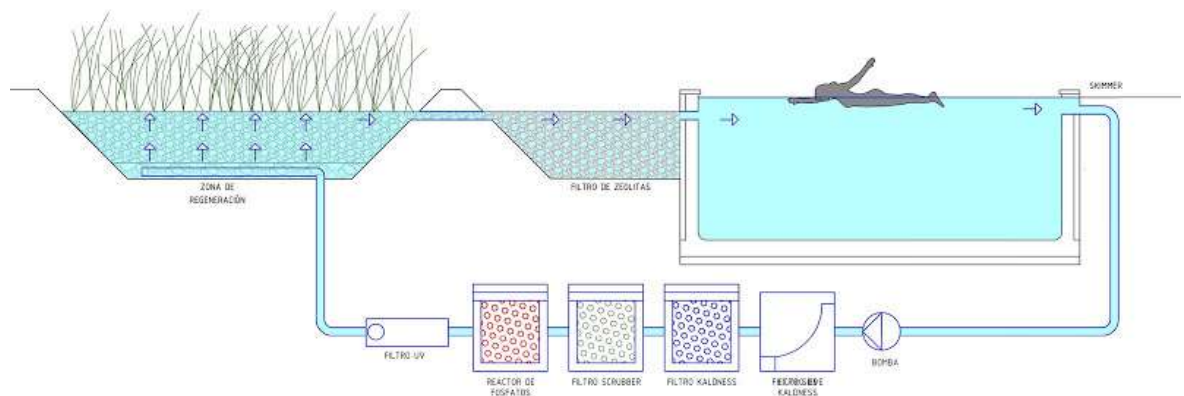 SKIMMER
ZONA DE
REGENERACIÓN
FILTRO DE ZEOLITAS
FILTRO UV
REACTOR DE
FOSFATOS
FILTRO SCRUBBER
FILTRO KALDNESS
KALDNESS
BOMBA